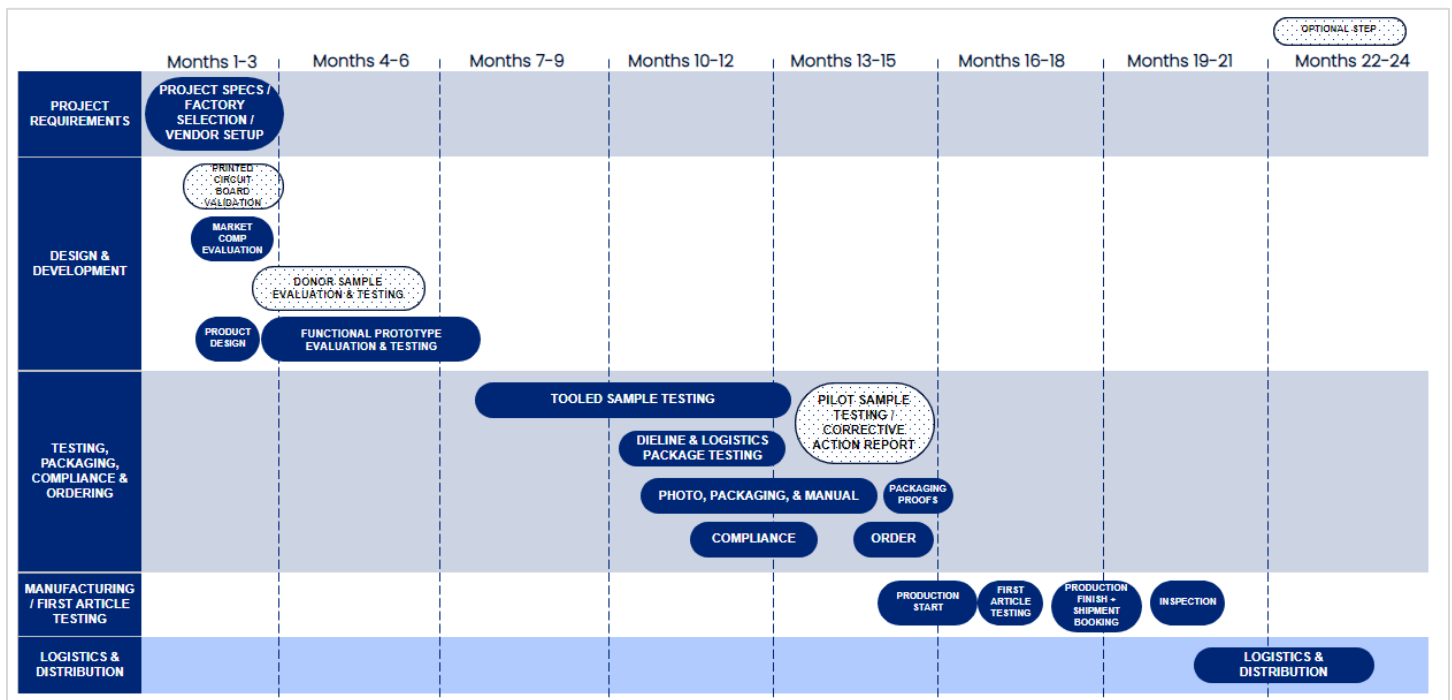 OPTIONAL STEP
Months 1-3
Months 4-6
Months 7-9
Months 10-12
Months 13-15
Months 16-18
Months 19-21
Months 22-24
PROJECT
REQUIREMENTS
PROJECT SPECS /
FACTORY
SELECTION /
VENDOR SETUP
DESIGN &
DEVELOPMENT
PRINTED
CIRCUIT
BOARD
VALIDATION
MARKET
COMP
EVALUATION
DONOR SAMPLE
EVALUATION & TESTING
PRODUCT
DESIGN
FUNCTIONAL PROTOTYPE
EVALUATION & TESTING
TESTING,
PACKAGING,
COMPLIANCE &
ORDERING
TOOLED SAMPLE TESTING
PILOT SAMPLE
TESTING /
CORRECTIVE
ACTION REPORT
DIELINE & LOGISTICS
PACKAGE TESTING
PHOTO, PACKAGING, & MANUAL
PACKAGING
PROOFS
COMPLIANCE
ORDER
MANUFACTURING
/ FIRST ARTICLE
TESTING
PRODUCTION
START
FIRST
ARTICLE
TESTING
PRODUCTION
FINISH +
SHIPMENT
BOOKING
INSPECTION
LOGISTICS &
DISTRIBUTION
LOGISTICS &
DISTRIBUTION